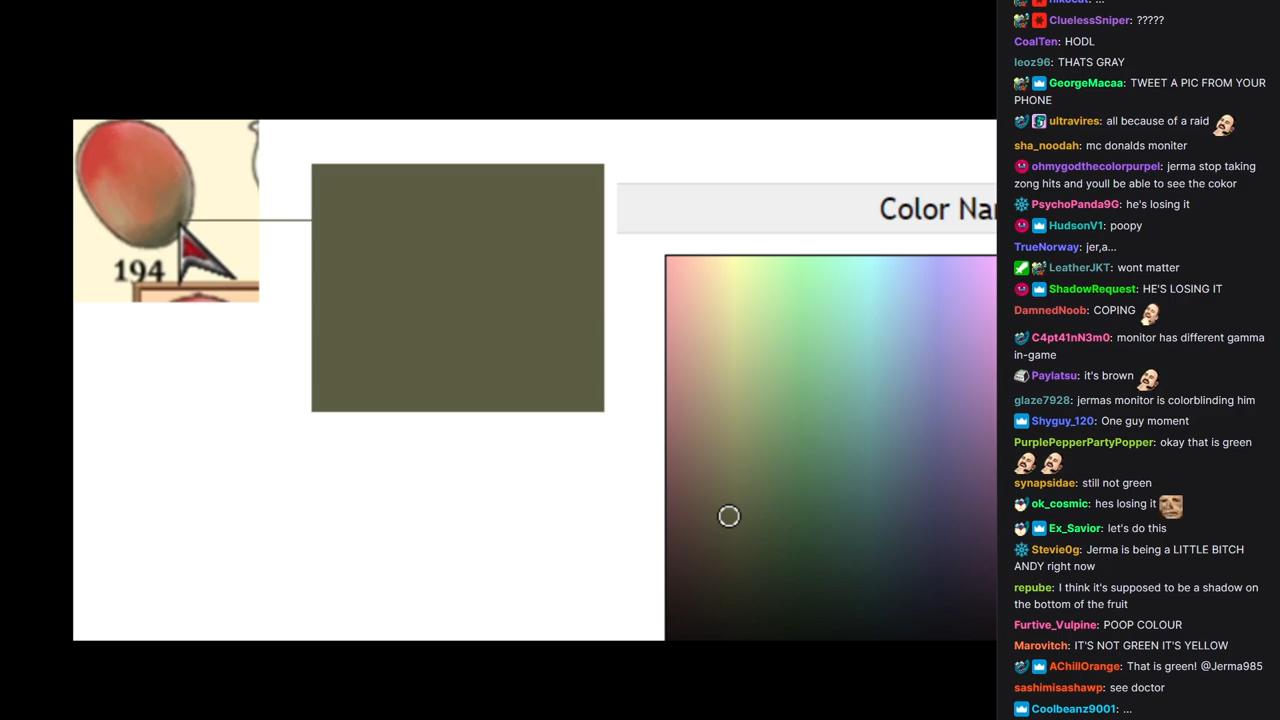 194
Color Nar
nikocat: ...
CluelessSniper: ?????
CoalTen: HODL
leoz96: THATS GRAY
GeorgeMacaa: TWEET A PIC FROM YOUR
PHONE
ultravires: all because of a raid
sha_noodah: mc donalds moniter
ohmygodthecolorpurpel: jerma stop taking
zong hits and youll be able to see the cokor
PsychoPanda9G: he's losing it
HudsonV1: poopy
TrueNorway: jer,a...
LeatherJKT: wont matter
ShadowRequest: HE'S LOSING IT
DamnedNoob: COPING
C4pt41nN3m0: monitor has different gamma
in-game
Paylatsu: it's brown
glaze7928: jermas monitor is colorblinding him
Shyguy_120: One guy moment
PurplePepperPartyPopper: okay that is green
synapsidae: still not green
ok_cosmic: hes losing it
Ex_Savior: let's do this
Stevie0g: Jerma is being a LITTLE BITCH
ANDY right now
repube: I think it's supposed to be a shadow on
the bottom of the fruit
Furtive_Vulpine: POOP COLOUR
Marovitch: IT'S NOT GREEN IT'S YELLOW
AChillOrange: That is green! @Jerma985
sashimisashawp: see doctor
Coolbeanz9001: ...